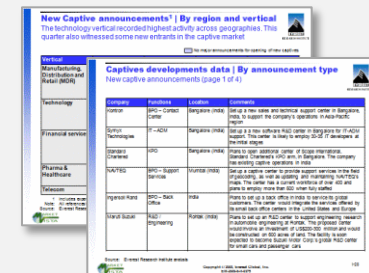 New Captive announcements¹ | By region and vertical
The technology vertical recorded highest activity across geographies. This
quarter also witnessed some new entrants in the captive market
No major announcements for opening of new captives
Vertical
Manufacturing,
Distribution and
Retail (MDR)
Technology
Financial service
Pharma &
Healthcare
Telecom
Captives developments data | By announcement type
New captive announcements (page 1 of 4)
Company Functions Location Comments
BPO – Contact
Center
Bangalore (India)
Set up a new sales and technical support center in Bangalore,
India, to support the company's operations in Asia-Pacific
region
Technologies
IT – ADM
Bangalore (India)
Set up a new software R&D center in Bangalore for IT-ADM
support. This center is likely to employ 30-35 IT developers at
the initial stages
Standard
Chartered
KPO
Bangalore (India)
Plans to open additional center of Scope International,
Standard Chartered's KPO arm, in Bangalore. The company
has existing captive operations in India
NAVTEQ
BPO – Support
Services
Mumbai (India)
Set up a captive center to provide support services in the field
of geocoding, as well as updating and maintaining NAVTEQ's
maps. The center has a current workforce of over 400 and
plans to employ more than 600 when fully staffed
Ingersoll Rand
BPO – Back
Office
India
Plans to set up a back office in India to service its global
customers. The center would integrate the services offered by
its small back office centers in the United States and Europe
Maruti Suzuki
R&D /
Engineering
Rohtak (India)
Plans to set up an R&D center to support engineering research
in automobile engineering at Rohtak. The proposed Center
would involve an investment of US$200-300 million and would
be constructed on 600 acres of land. The facility is soon
expected to become Suzuki Motor Corp.'s global R&D center
for small cars and passenger cars
Source: Everest Research Institute analysis